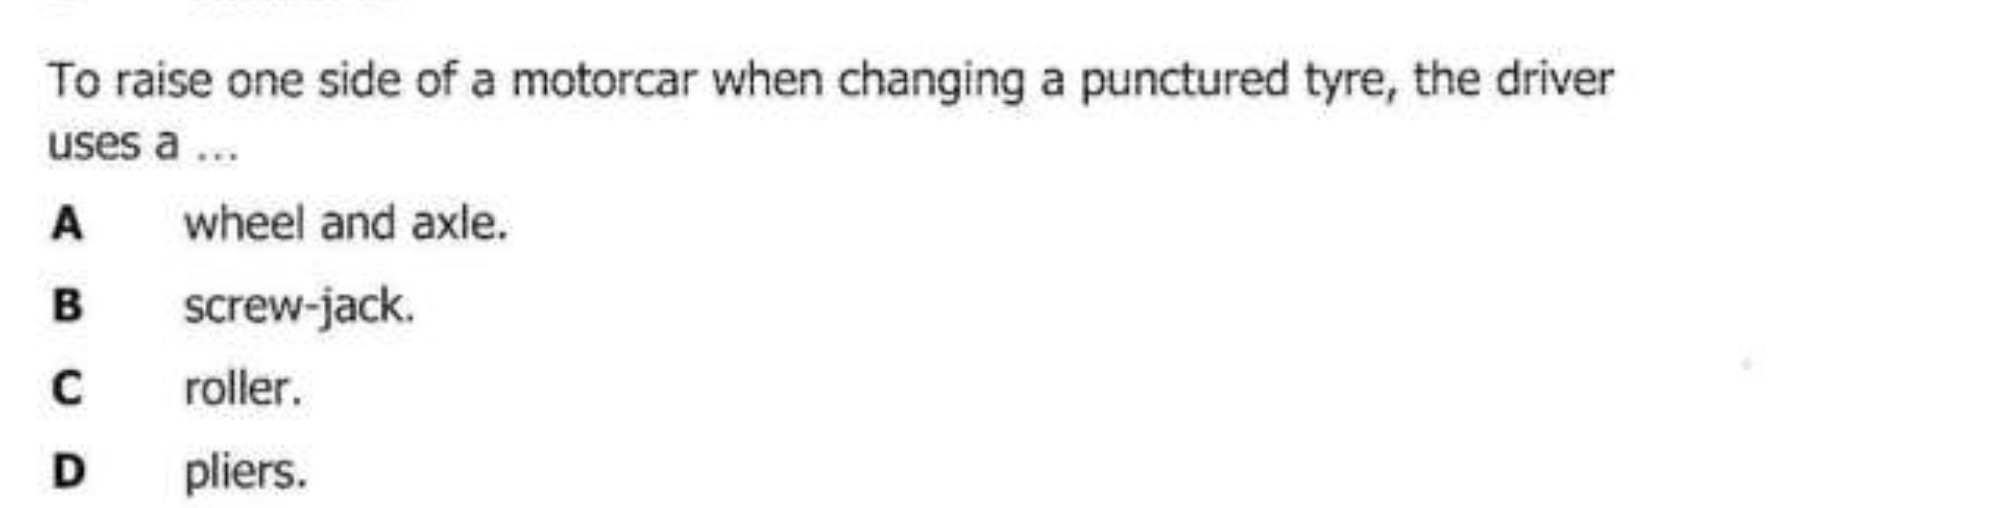 To raise one side of a motorcar when changing a punctured tyre, the driver
uses a ...
A wheel and axle.
B screw-jack.
C roller.
D pliers.